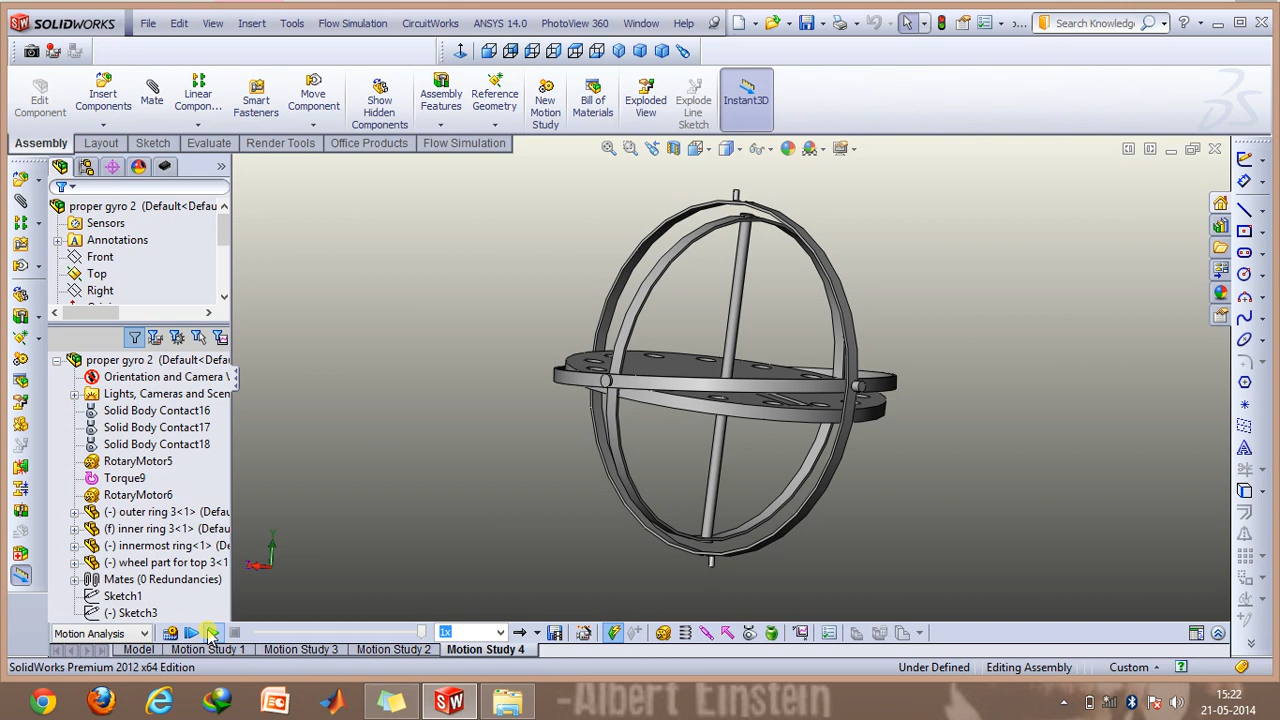 SOLIDWORKS
File Edit View Insert Tools Flow Simulation CircuitWorks ANSYS 14.0 PhotoView 360 Window Help
Search Knowledge
Edit Component
Insert Components
Mate
Linear Compon...
Smart Fasteners
Move Component
Show Hidden Components
Assembly Features
Reference Geometry
New Motion Study
Bill of Materials
Exploded View
Explode Line Sketch
Instant3D
Assembly Layout Sketch Evaluate Render Tools Office Products Flow Simulation
proper gyro 2 (Default<Defau
Sensors
Annotations
Front
Top
Right
proper gyro 2 (Default<Defau
Orientation and Camera V
Lights, Cameras and Scen
Solid Body Contact16
Solid Body Contact17
Solid Body Contact18
RotaryMotor5
Torque9
RotaryMotor6
(-) outer ring 3<1> (Defau
(f) inner ring 3<1> (Defau
(-) innermost ring<1> (De
(-) wheel part for top 3<1
Mates (0 Redundancies)
Sketch1
(-) Sketch3
Motion Analysis
1x
Model Motion Study 1 Motion Study 3 Motion Study 2 Motion Study 4
SolidWorks Premium 2012 x64 Edition
Under Defined Editing Assembly Custom
-Albert Einstein
15:22
21-05-2014